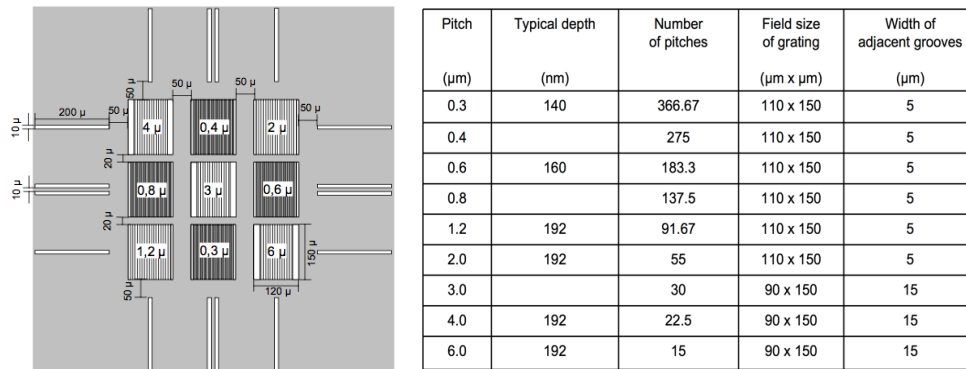 50 µ
50 µ
50 µ
200 µ
50 µ
50 µ
10 µ
4 µ
0,4 µ
2 µ
20 µ
10 µ
0,8 µ
3 µ
0,6 µ
20 µ
1,2 µ
0,3 µ
6 µ
150 µ
50 µ
120 µ
Pitch Typical depth Number of pitches Field size of grating Width of adjacent grooves
(µm) (nm) (µm x µm) (µm)
0.3 140 366.67 110 x 150 5
0.4 275 110 x 150 5
0.6 160 183.3 110 x 150 5
0.8 137.5 110 x 150 5
1.2 192 91.67 110 x 150 5
2.0 192 55 110 x 150 5
3.0 30 90 x 150 15
4.0 192 22.5 90 x 150 15
6.0 192 15 90 x 150 15